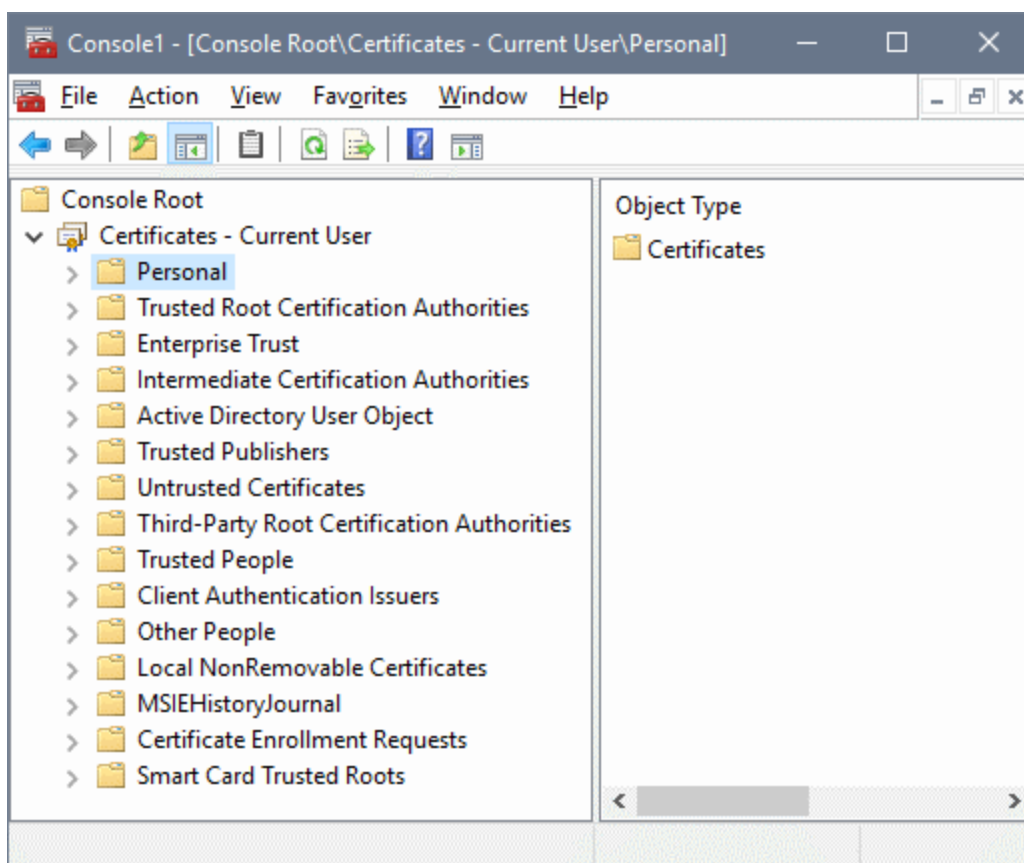 Console1 - [Console Root\Certificates - Current User\Personal]
File Action View Favorites Window Help
Console Root
Certificates - Current User
Personal
Trusted Root Certification Authorities
Enterprise Trust
Intermediate Certification Authorities
Active Directory User Object
Trusted Publishers
Untrusted Certificates
Third-Party Root Certification Authorities
Trusted People
Client Authentication Issuers
Other People
Local NonRemovable Certificates
MSIEHistoryJournal
Certificate Enrollment Requests
Smart Card Trusted Roots
Object Type
Certificates